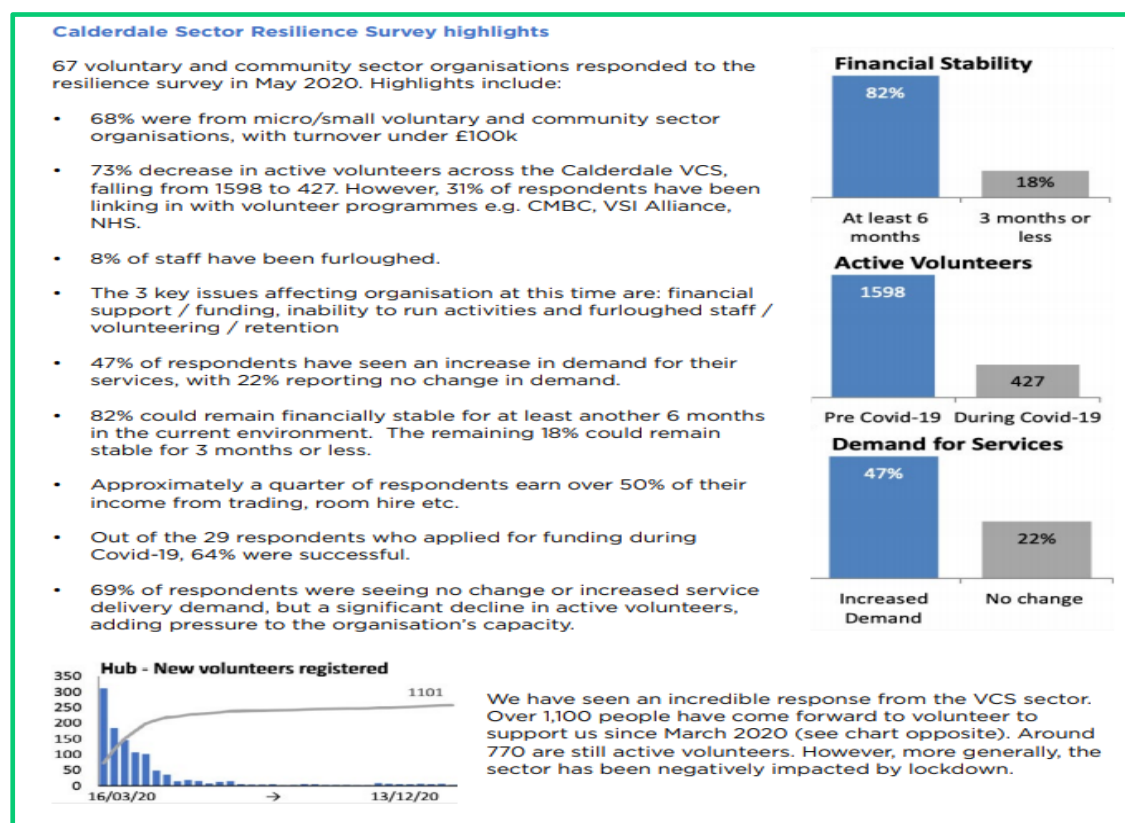 Calderdale Sector Resilience Survey highlights
67 voluntary and community sector organisations responded to the
resilience survey in May 2020. Highlights include:
• 68% were from micro/small voluntary and community sector
organisations, with turnover under £100k
• 73% decrease in active volunteers across the Calderdale VCS,
falling from 1598 to 427. However, 31% of respondents have been
linking in with volunteer programmes e.g. CMBC, VSI Alliance,
NHS.
• 8% of staff have been furloughed.
• The 3 key issues affecting organisation at this time are: financial
support / funding, inability to run activities and furloughed staff /
volunteering / retention
• 47% of respondents have seen an increase in demand for their
services, with 22% reporting no change in demand.
• 82% could remain financially stable for at least another 6 months
in the current environment. The remaining 18% could remain
stable for 3 months or less.
• Approximately a quarter of respondents earn over 50% of their
income from trading, room hire etc.
• Out of the 29 respondents who applied for funding during
Covid-19, 64% were successful.
• 69% of respondents were seeing no change or increased service
delivery demand, but a significant decline in active volunteers,
adding pressure to the organisation's capacity.
Financial Stability
82%
18%
At least 6 3 months or
months less
Active Volunteers
1598
427
Pre Covid-19 During Covid-19
Demand for Services
47%
22%
Increased No change
Demand
Hub - New volunteers registered
350
300
250
200
150
100
50
0
1101
16/03/20 → 13/12/20
We have seen an incredible response from the VCS sector.
Over 1,100 people have come forward to volunteer to
support us since March 2020 (see chart opposite). Around
770 are still active volunteers. However, more generally, the
sector has been negatively impacted by lockdown.